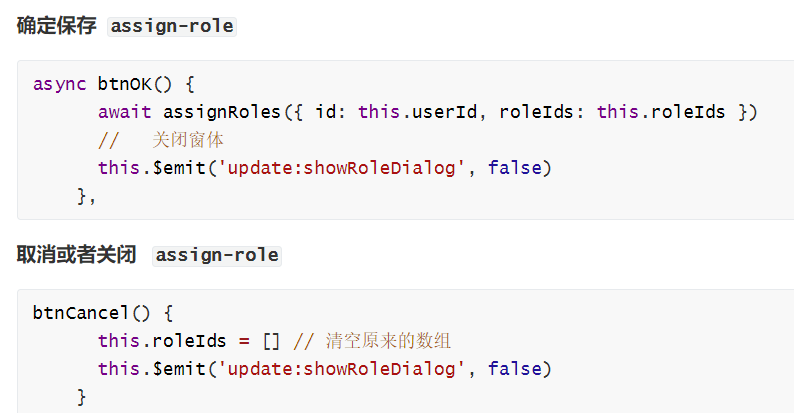 确定保存 assign-role
async btnOK() {
      await assignRoles({ id: this.userId, roleIds: this.roleIds })
      //   关闭窗体
      this.$emit('update:showRoleDialog', false)
    },
取消或者关闭 assign-role
btnCancel() {
      this.roleIds = [] // 清空原来的数组
      this.$emit('update:showRoleDialog', false)
    }